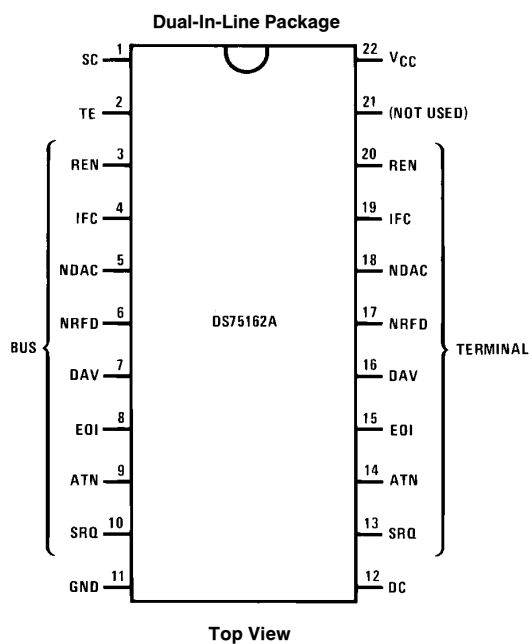 Dual-In-Line Package
SC 1 22 VCC
TE 2 21 (NOT USED)
REN 3 20 REN
IFC 4 19 IFC
NDAC 5 18 NDAC
NRFD 6 DS75162A 17 NRFD
BUS TERMINAL
DAV 7 16 DAV
EOI 8 15 EOI
ATN 9 14 ATN
SRQ 10 13 SRQ
GND 11 12 DC
Top View